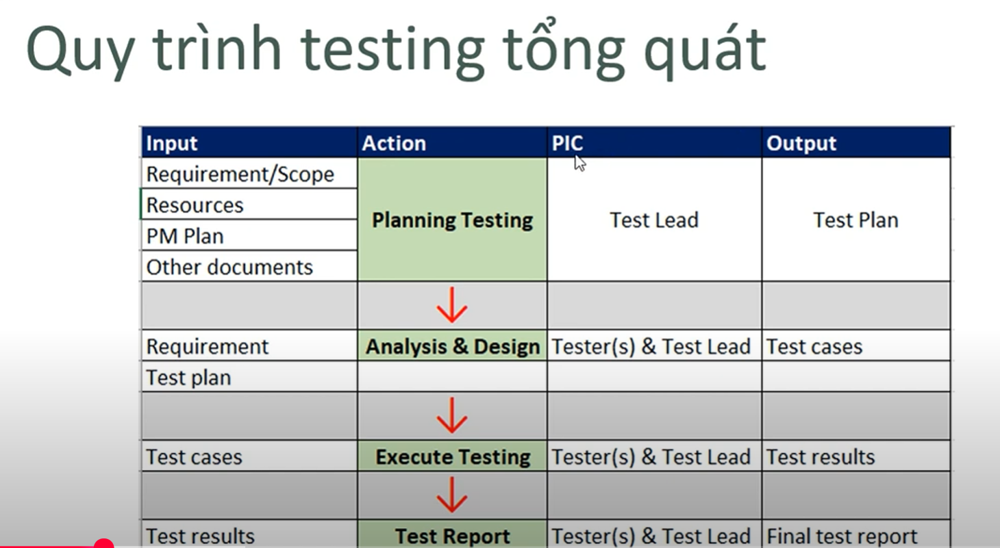 Quy trình testing tổng quát
Input Action PIC Output
Requirement/Scope
Resources
Planning Testing Test Lead Test Plan
PM Plan
Other documents
Requirement Analysis & Design Tester(s) & Test Lead Test cases
Test plan
Test cases Execute Testing Tester(s) & Test Lead Test results
Test results Test Report Tester(s) & Test Lead Final test report